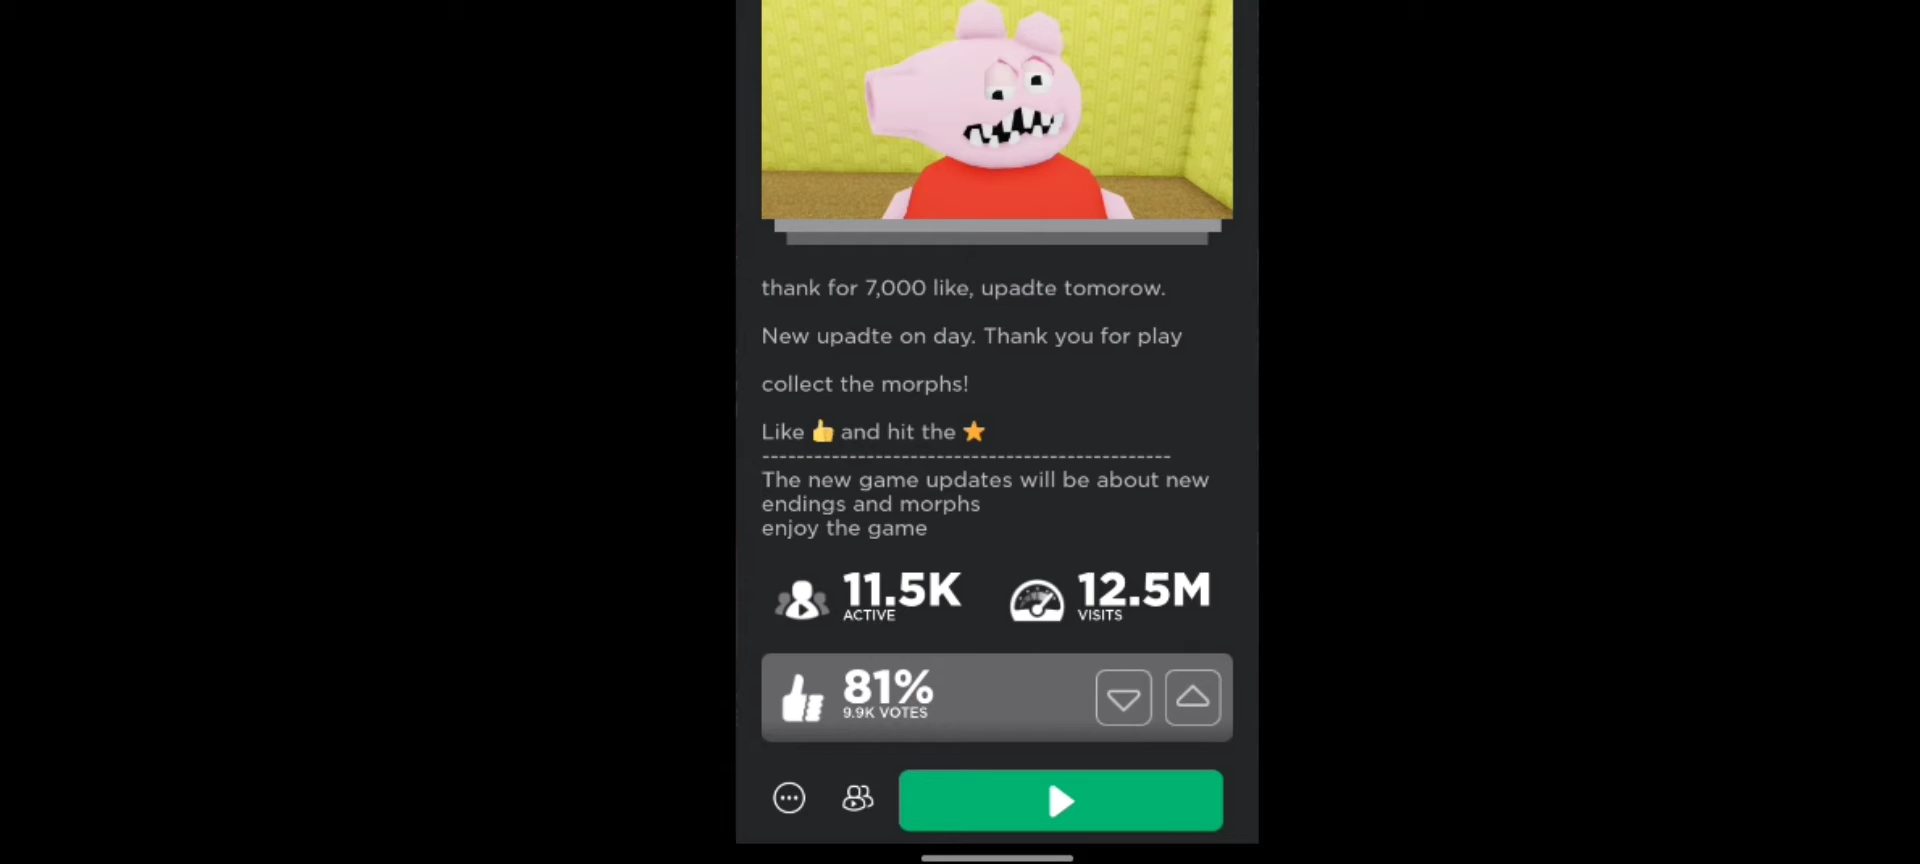 thank for 7,000 like, upadte tomorow.
New upadte on day. Thank you for play
collect the morphs!
Like 👍 and hit the ⭐
-----------------------------------------------
The new game updates will be about new
endings and morphs
enjoy the game
11.5K
ACTIVE
12.5M
VISITS
81%
9.9K VOTES